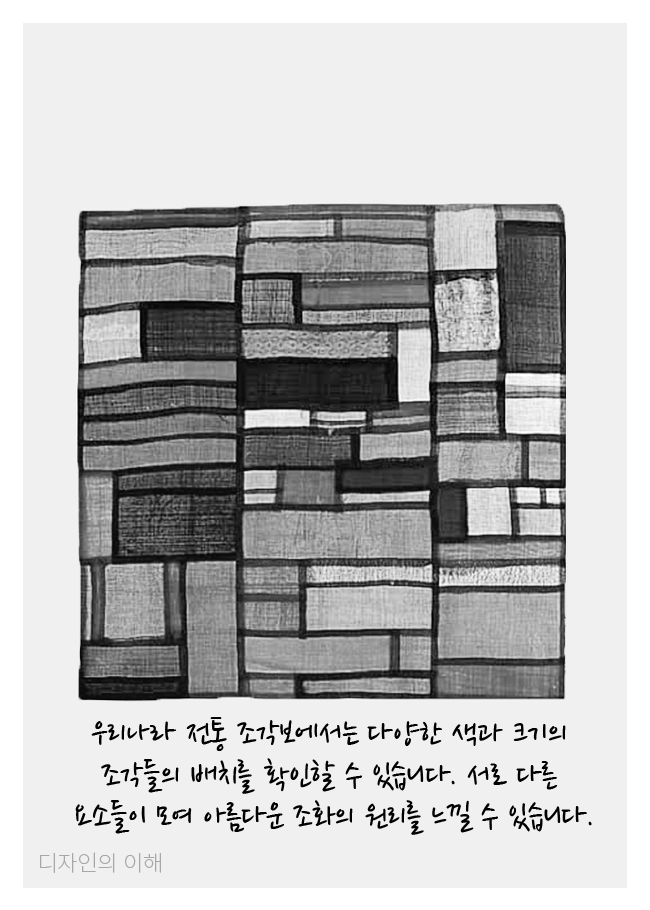 우리나라 전통 조각보에서는 다양한 색과 크기의
조각들의 배치를 확인할 수 있습니다. 서로 다른
요소들이 모여 아름다운 조화의 원리를 느낄 수 있습니다.
디자인의 이해